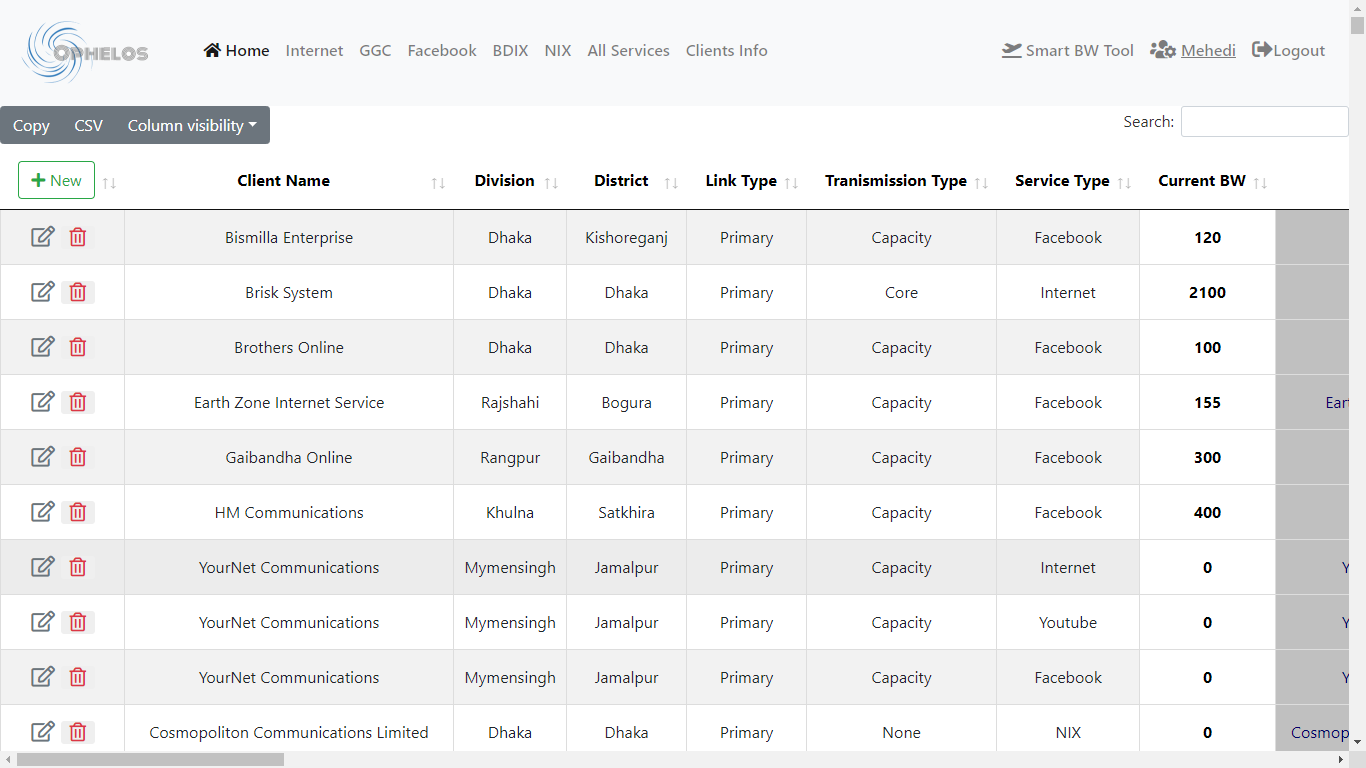 OPHELOS Home Internet GGC Facebook BDIX NIX All Services Clients Info Smart BW Tool Mehedi Logout
Copy CSV Column visibility Search:
New Client Name Division District Link Type Tranismission Type Service Type Current BW
Bismilla Enterprise Dhaka Kishoreganj Primary Capacity Facebook 120
Brisk System Dhaka Dhaka Primary Core Internet 2100
Brothers Online Dhaka Dhaka Primary Capacity Facebook 100
Earth Zone Internet Service Rajshahi Bogura Primary Capacity Facebook 155 Eart
Gaibandha Online Rangpur Gaibandha Primary Capacity Facebook 300
HM Communications Khulna Satkhira Primary Capacity Facebook 400
YourNet Communications Mymensingh Jamalpur Primary Capacity Internet 0 Y
YourNet Communications Mymensingh Jamalpur Primary Capacity Youtube 0 Y
YourNet Communications Mymensingh Jamalpur Primary Capacity Facebook 0 Y
Cosmopoliton Communications Limited Dhaka Dhaka Primary None NIX 0 Cosmop